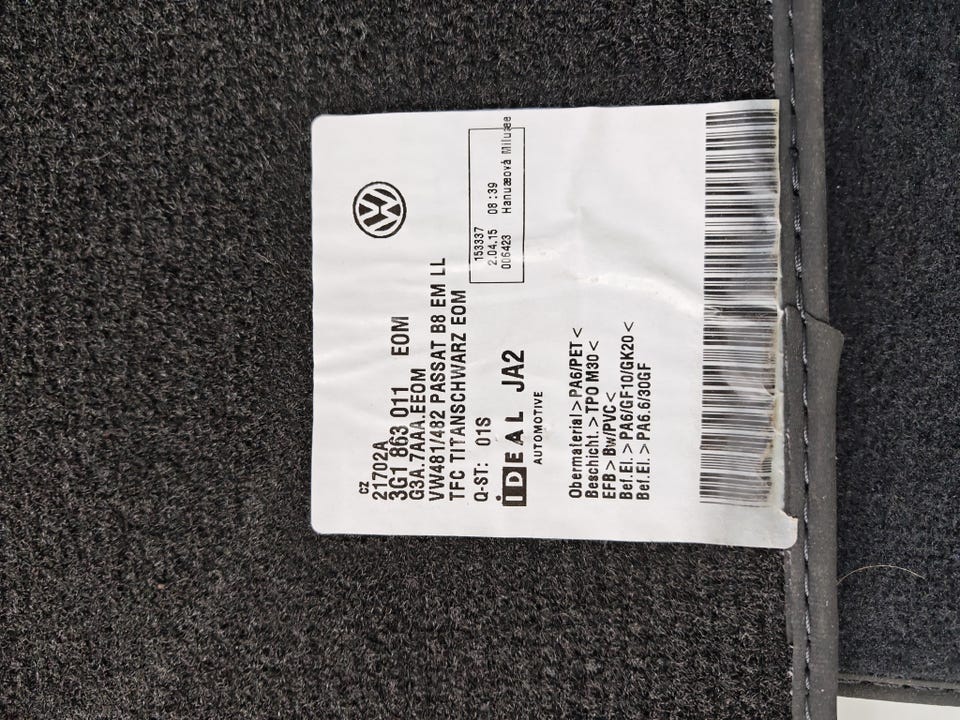 CZ
21702A
3G1 863 011 EOM
G3A.7AAA.EEOM
VW481/482 PASSAT B8 EM LL
TFC TITANSCHWARZ EOM
Q-ST: 01S
153337
2.04.15 08:39
006423
iDEAL JA2
AUTOMOTIVE
Obermaterial>PA6/PET<
Beschicht.>TPO M30<
EFB>Bw/PVC<
Bef.El.>PA6/GF10/GK20<
Bef.El.>PA6.6/30GF